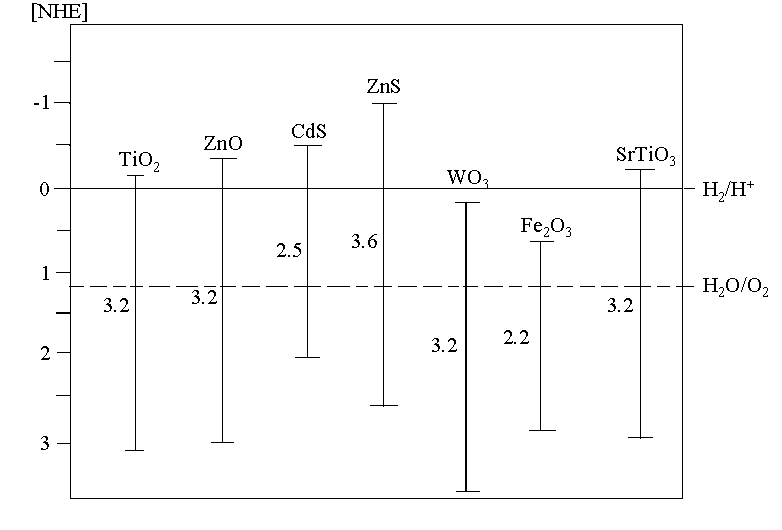 [NHE]
ZnS
-1
CdS
ZnO
TiO₂
SrTiO₃
WO₃
0
H₂/H⁺
Fe₂O₃
3.6
2.5
1
H₂O/O₂
3.2
3.2
3.2
2.2
3.2
2
3